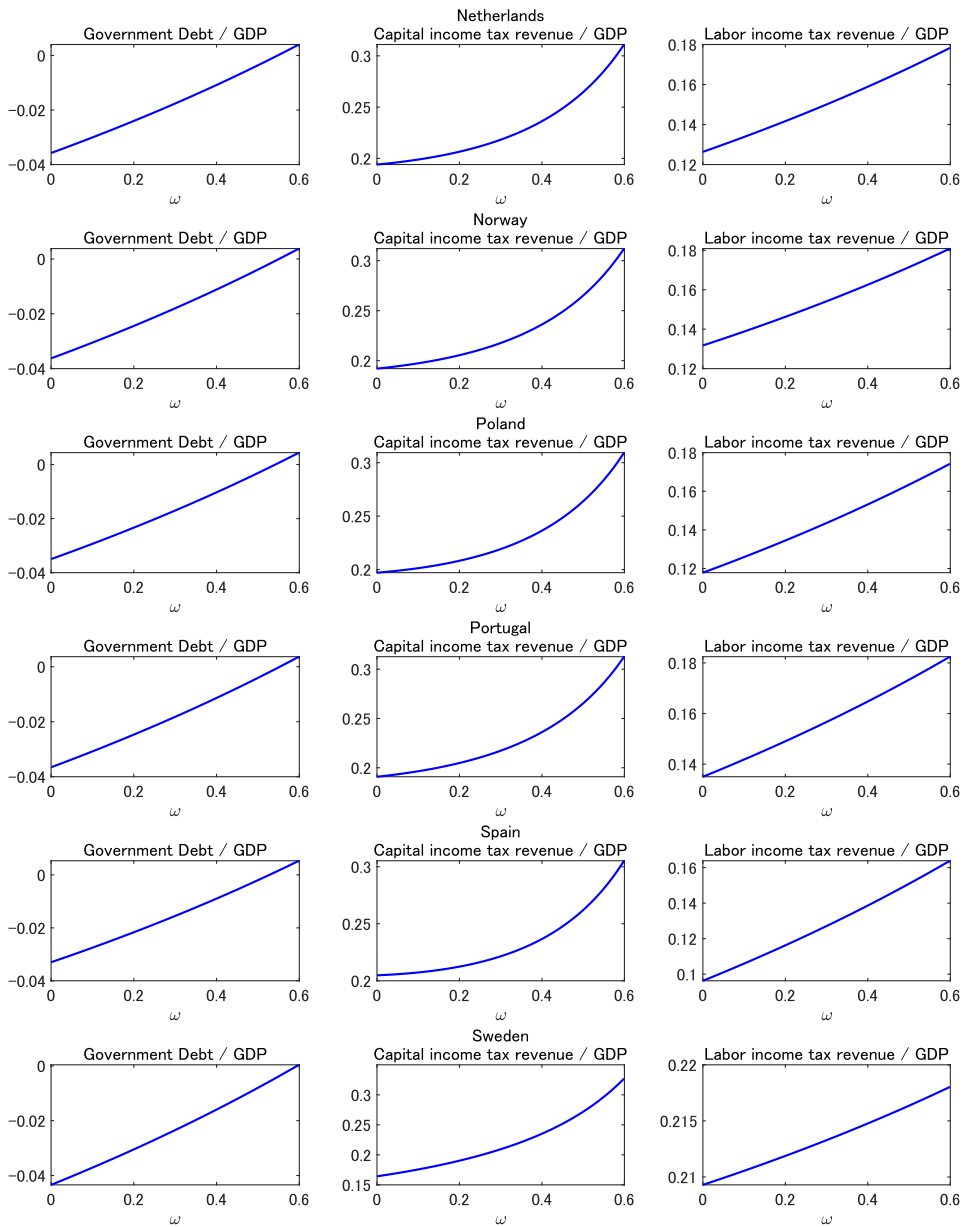 Netherlands
Government Debt / GDP Capital income tax revenue / GDP Labor income tax revenue / GDP
0 0.3 0.18
−0.02 0.25 0.16
0.14
−0.04 0.2 0.12
0 0.2 0.4 0.6 0 0.2 0.4 0.6 0 0.2 0.4 0.6
ω ω ω
Norway
Government Debt / GDP Capital income tax revenue / GDP Labor income tax revenue / GDP
0 0.3 0.18
0.16
−0.02 0.2 0.14
−0.04 0.12
0 0.2 0.4 0.6 0 0.2 0.4 0.6 0 0.2 0.4 0.6
ω ω ω
Poland
Government Debt / GDP Capital income tax revenue / GDP Labor income tax revenue / GDP
0 0.3 0.18
0.16
−0.02 0.25 0.14
−0.04 0.2 0.12
0 0.2 0.4 0.6 0 0.2 0.4 0.6 0 0.2 0.4 0.6
ω ω ω
Portugal
Government Debt / GDP Capital income tax revenue / GDP Labor income tax revenue / GDP
0 0.3 0.18
−0.02 0.25 0.16
−0.04 0.2 0.14
0 0.2 0.4 0.6 0 0.2 0.4 0.6 0 0.2 0.4 0.6
ω ω ω
Spain
Government Debt / GDP Capital income tax revenue / GDP Labor income tax revenue / GDP
0 0.3 0.16
0.14
−0.02 0.25 0.12
−0.04 0.2 0.1
0 0.2 0.4 0.6 0 0.2 0.4 0.6 0 0.2 0.4 0.6
ω ω ω
Sweden
Government Debt / GDP Capital income tax revenue / GDP Labor income tax revenue / GDP
0 0.3 0.22
−0.02 0.25 0.215
0.2
−0.04 0.15 0.21
0 0.2 0.4 0.6 0 0.2 0.4 0.6 0 0.2 0.4 0.6
ω ω ω